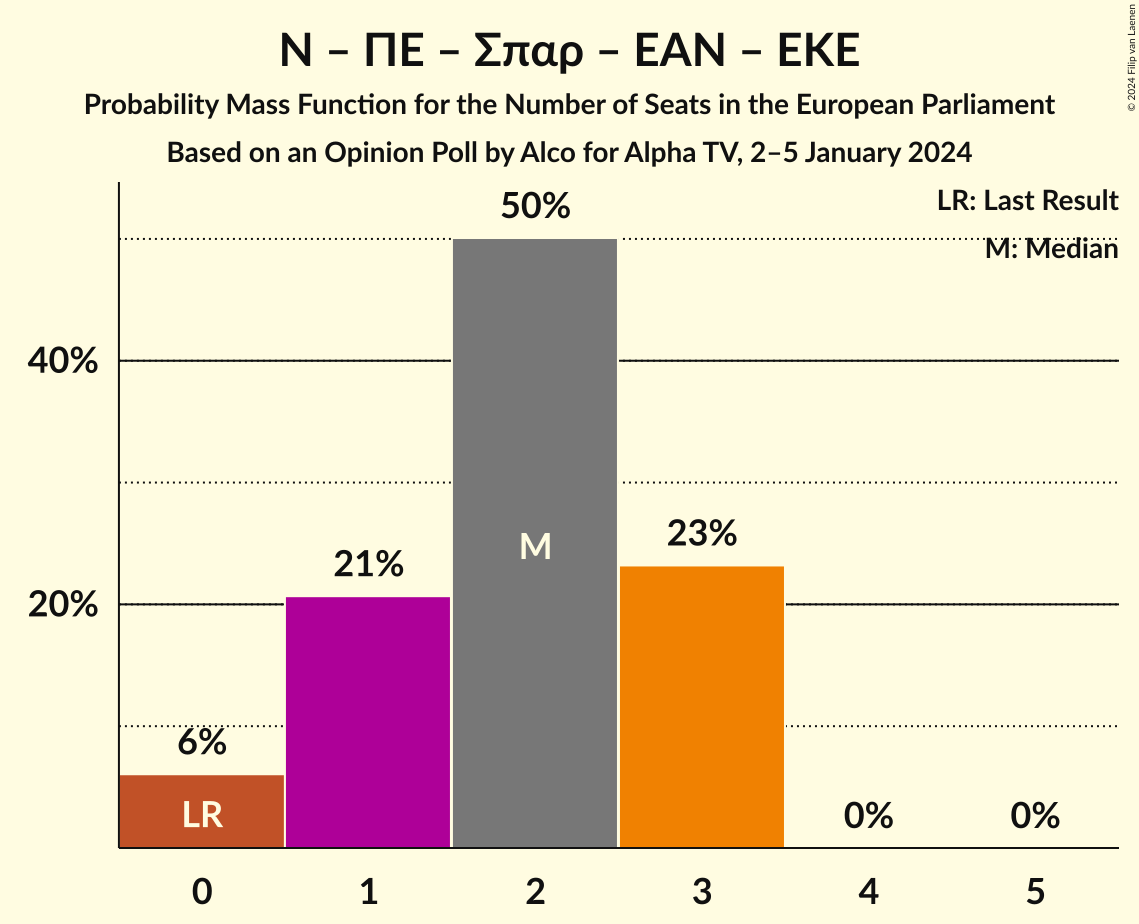 Ν – ΠΕ – Σπαρ – ΕΑΝ – ΕΚΕ
Probability Mass Function for the Number of Seats in the European Parliament
Based on an Opinion Poll by Alco for Alpha TV, 2–5 January 2024
© 2024 Filip van Laenen
LR: Last Result
M: Median
50%
40%
23%
21%
20%
6%
0%
0%
M
LR
0 1 2 3 4 5